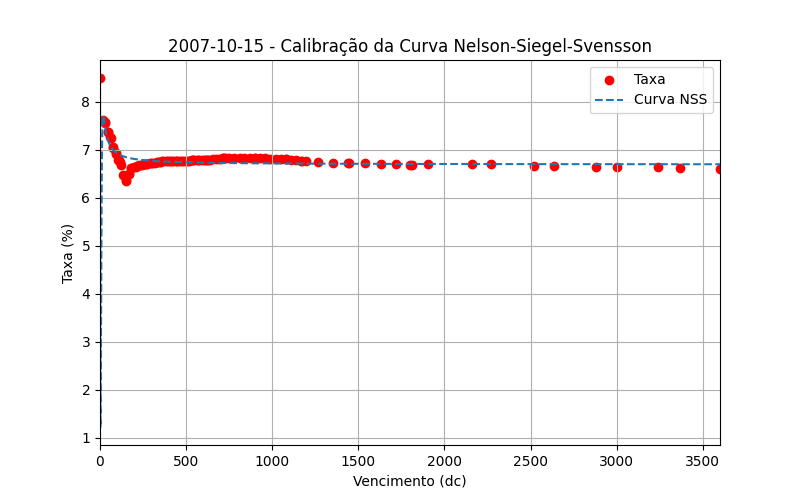 2007-10-15 - Calibração da Curva Nelson-Siegel-Svensson
Taxa
Curva NSS
8
7
6
5
4
3
2
1
Taxa (%)
0 500 1000 1500 2000 2500 3000 3500
Vencimento (dc)